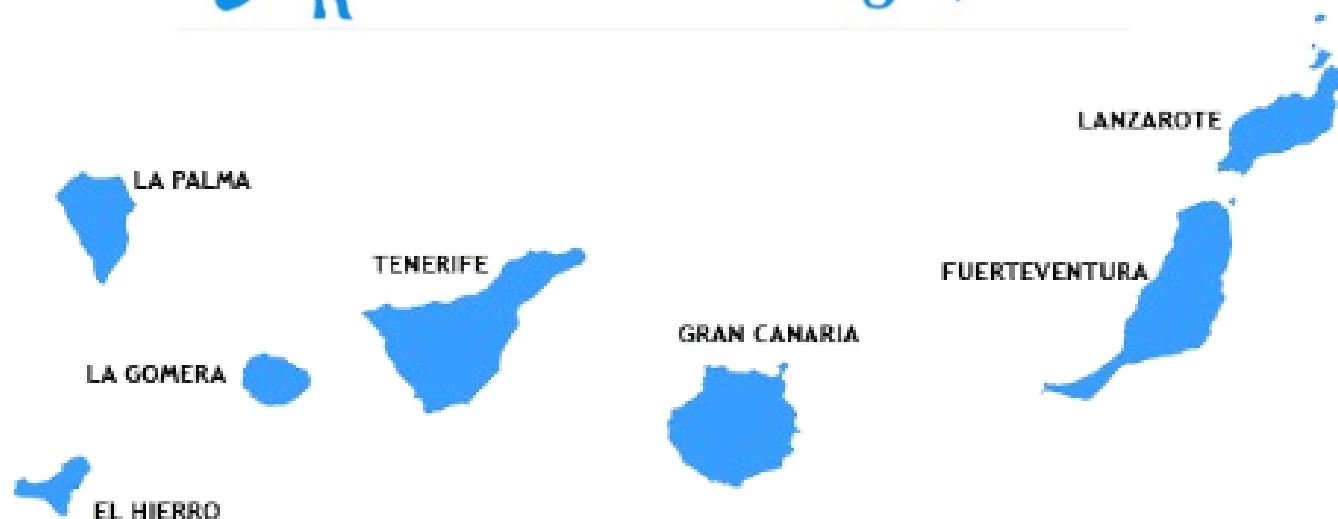 LANZAROTE
LA PALMA
TENERIFE
FUERTEVENTURA
GRAN CANARIA
LA GOMERA
EL HIERRO